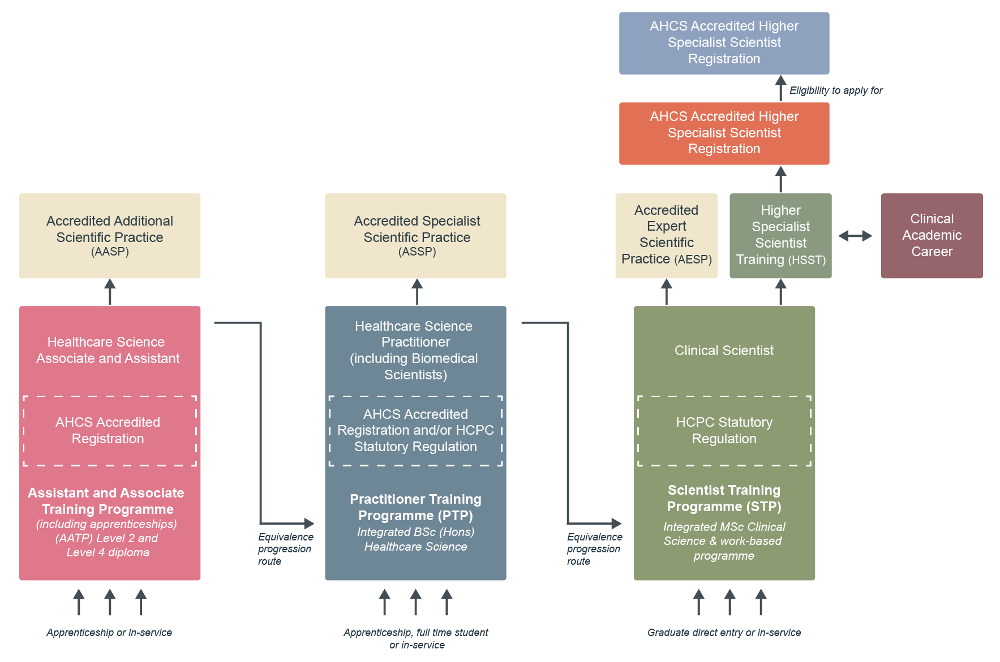 AHCS Accredited Higher
Specialist Scientist
Registration
Eligibility to apply for
AHCS Accredited Higher
Specialist Scientist
Registration
Accredited Additional
Scientific Practice
(AASP)
Accredited Specialist
Scientific Practice
(ASSP)
Accredited
Expert
Scientific
Practice (AESP)
Higher
Specialist
Scientist
Training (HSST)
Clinical
Academic
Career
Healthcare Science
Associate and Assistant
AHCS Accredited
Registration
Assistant and Associate
Training Programme
(including apprenticeships)
(AATP) Level 2 and
Level 4 diploma
Equivalence
progression
route
Healthcare Science
Practitioner
(including Biomedical
Scientists)
AHCS Accredited
Registration and/or HCPC
Statutory Regulation
Practitioner Training
Programme (PTP)
Integrated BSc (Hons)
Healthcare Science
Equivalence
progression
route
Clinical Scientist
HCPC Statutory
Regulation
Scientist Training
Programme (STP)
Integrated MSc Clinical
Science & work-based
programme
Apprenticeship or in-service
Apprenticeship, full time student
or in-service
Graduate direct entry or in-service